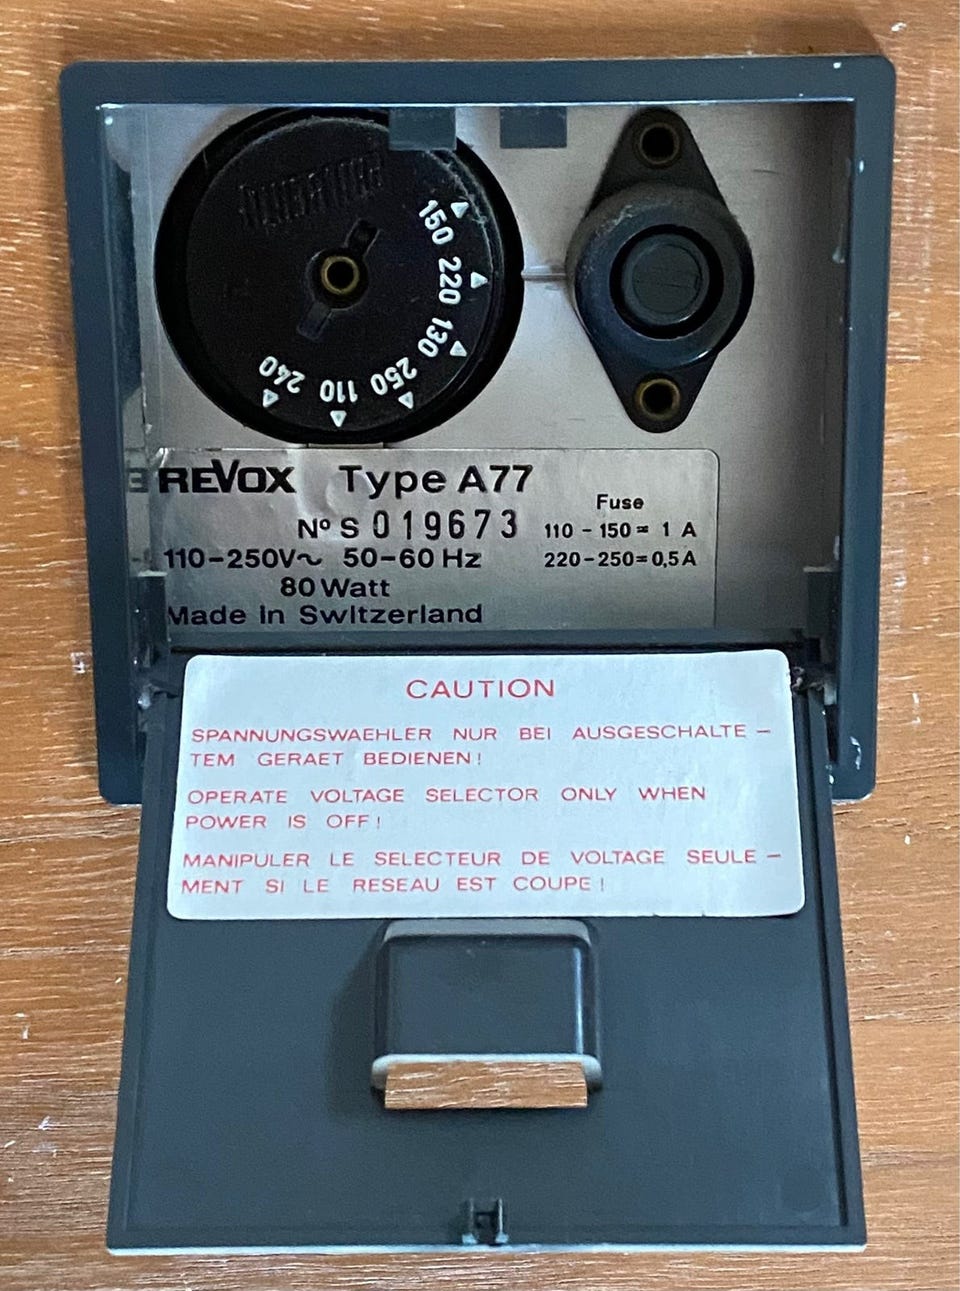 150
220
130
250
110
240
REVOX Type A77
Nº S 019673
110-250V~ 50-60 Hz
80 Watt
Made in Switzerland
Fuse
110 - 150 = 1 A
220-250=0,5 A
CAUTION
SPANNUNGSWAEHLER NUR BEI AUSGESCHALTE -
TEM GERAET BEDIENEN!
OPERATE VOLTAGE SELECTOR ONLY WHEN
POWER IS OFF!
MANIPULER LE SELECTEUR DE VOLTAGE SEULE -
MENT SI LE RESEAU EST COUPE!